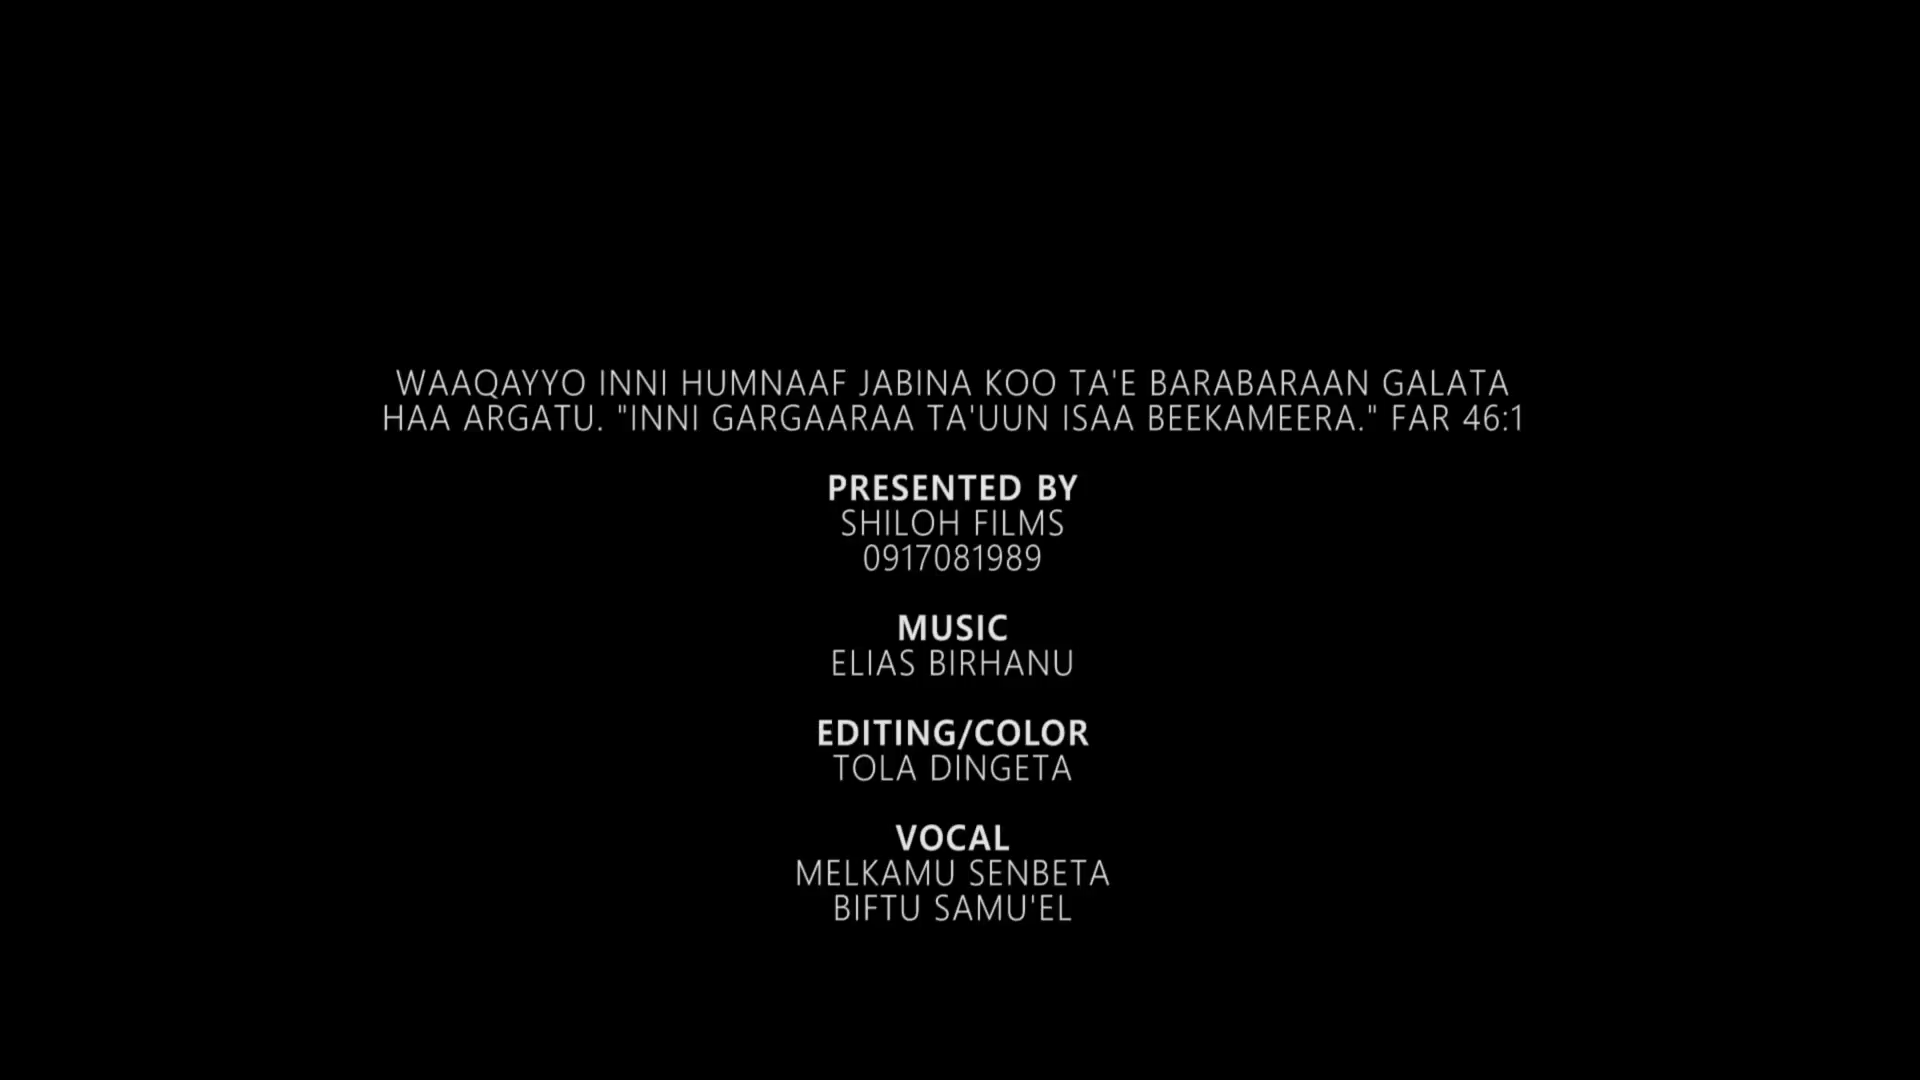 WAAQAYYO INNI HUMNAAF JABINA KOO TA'E BARABARAAN GALATA
HAA ARGATU. "INNI GARGAARAA TA'UUN ISAA BEEKAMEERA." FAR 46:1
PRESENTED BY
SHILOH FILMS
0917081989
MUSIC
ELIAS BIRHANU
EDITING/COLOR
TOLA DINGETA
VOCAL
MELKAMU SENBETA
BIFTU SAMU'EL